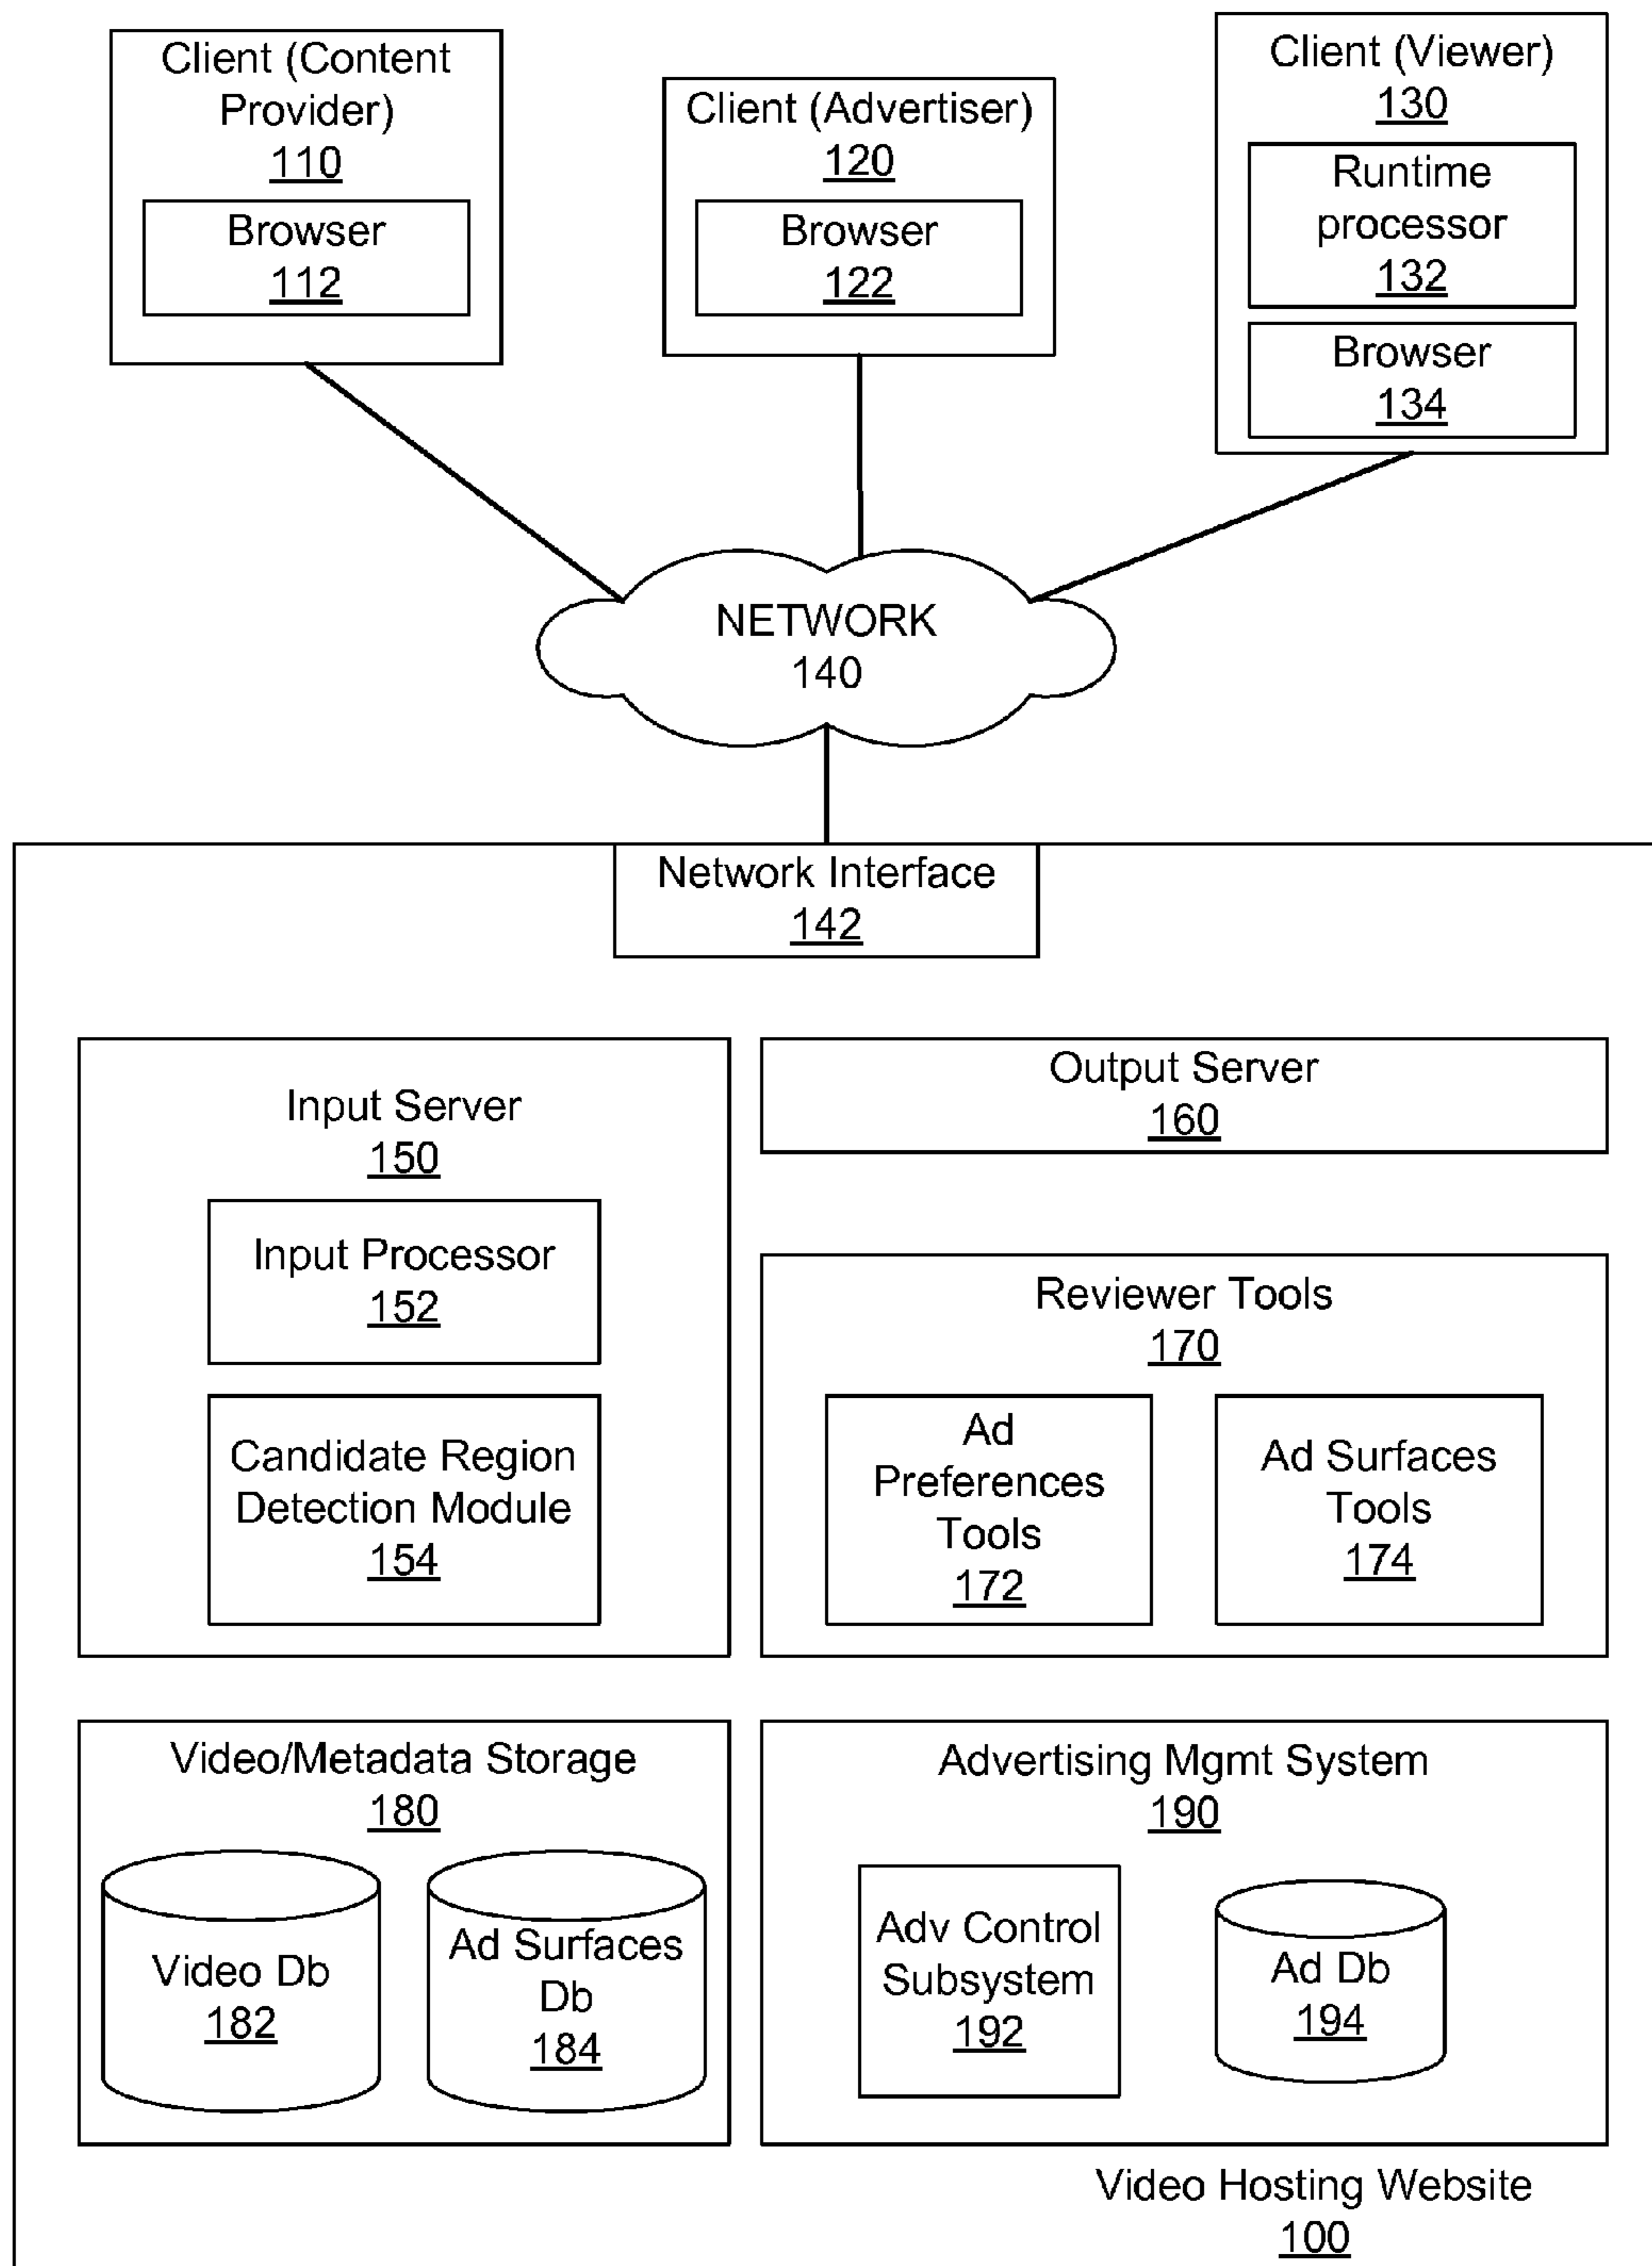 Client (Content
Provider)
110
Browser
112
Client (Advertiser)
120
Browser
122
Client (Viewer)
130
Runtime
processor
132
Browser
134
NETWORK
140
Network Interface
142
Input Server
150
Input Processor
152
Candidate Region
Detection Module
154
Output Server
160
Reviewer Tools
170
Ad
Preferences
Tools
172
Ad Surfaces
Tools
174
Video/Metadata Storage
180
Video Db
182
Ad Surfaces
Db
184
Advertising Mgmt System
190
Adv Control
Subsystem
192
Ad Db
194
Video Hosting Website
100